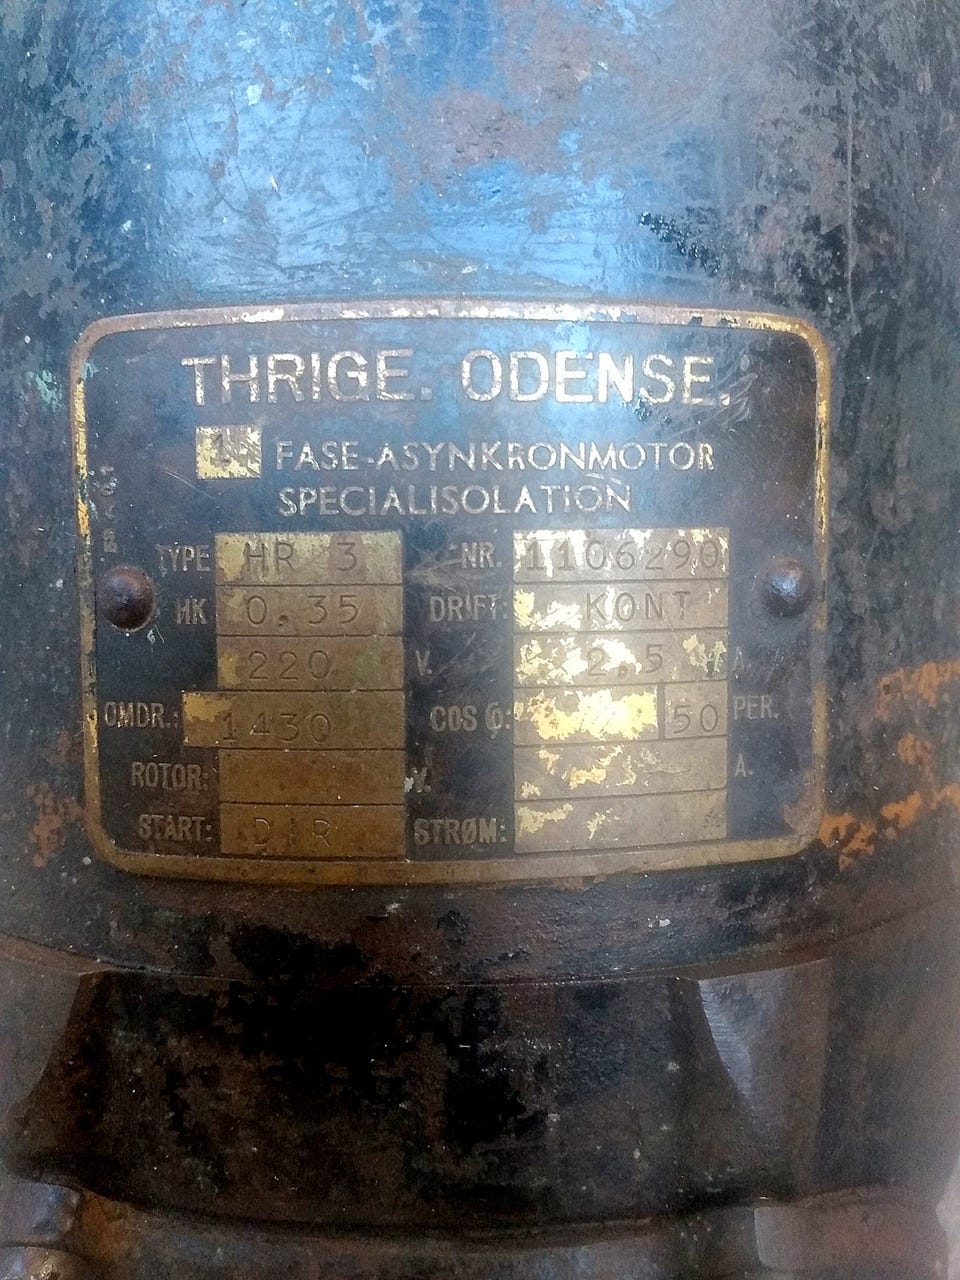 THRIGE. ODENSE.
1 FASE-ASYNKRONMOTOR
SPECIALISOLATION
TYPE HR 3 NR. 1106290
HK 0.35 DRIFT: KONT
220 V. 2,5 A.
OMDR.: 1430 COS φ: 50 PER.
ROTOR: V. A.
START: DIR STRØM: